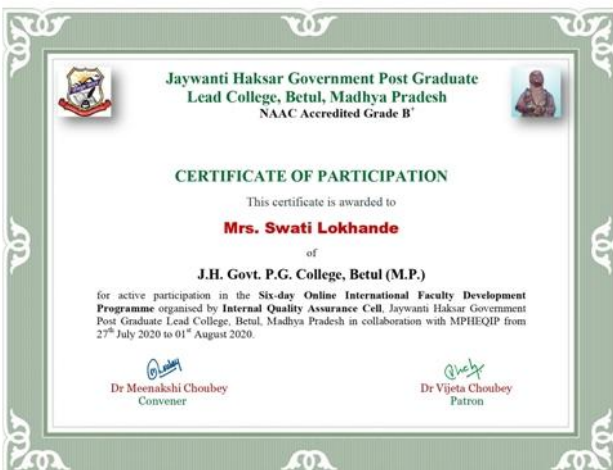 Jaywanti Haksar Government Post Graduate
Lead College, Betul, Madhya Pradesh
NAAC Accredited Grade B+
CERTIFICATE OF PARTICIPATION
This certificate is awarded to
Mrs. Swati Lokhande
of
J.H. Govt. P.G. College, Betul (M.P.)
for active participation in the Six-day Online International Faculty Development
Programme organised by Internal Quality Assurance Cell, Jaywanti Haksar Government
Post Graduate Lead College, Betul, Madhya Pradesh in collaboration with MPHEQIP from
27th July 2020 to 01st August 2020.
Dr Meenakshi Choubey
Convener
Dr Vijeta Choubey
Patron